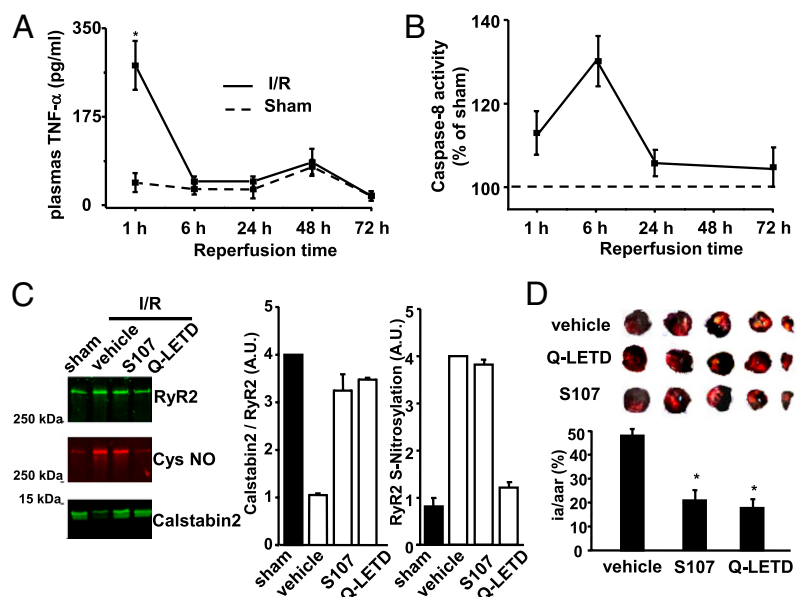 A
plasmas TNF-α (pg/ml)
350
175
0
*
I/R
Sham
1 h 6 h 24 h 48 h 72 h
Reperfusion time
B
Caspase-8 activity
(% of sham)
140
120
100
1 h 6 h 24 h 48 h 72 h
Reperfusion time
C
I/R
sham vehicle S107 Q-LETD
250 kDa
RyR2
250 kDa
Cys NO
15 kDa
Calstabin2
Calstabin2 / RyR2 (A.U.)
5
4
3
2
1
0
sham vehicle S107 Q-LETD
RyR2 S-Nitrosylation (A.U.)
5
4
3
2
1
0
sham vehicle S107 Q-LETD
D
vehicle
Q-LETD
S107
ia/aar (%)
50
40
30
20
10
0
* *
vehicle S107 Q-LETD